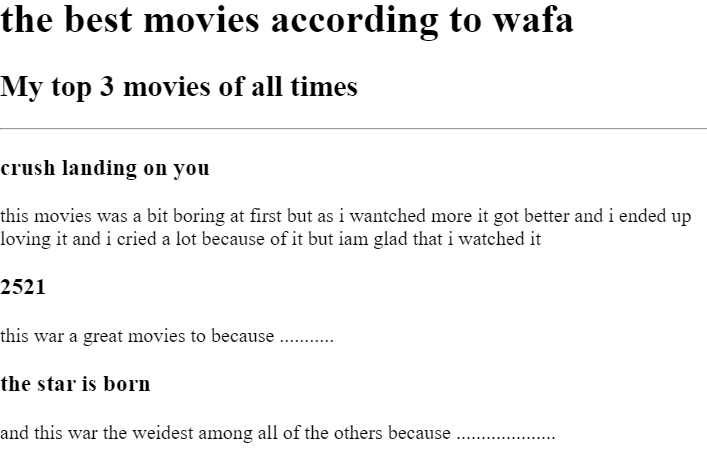 the best movies according to wafa
My top 3 movies of all times
crush landing on you
this movies was a bit boring at first but as i wantched more it got better and i ended up
loving it and i cried a lot because of it but iam glad that i watched it
2521
this war a great movies to because ...........
the star is born
and this war the weidest among all of the others because ....................